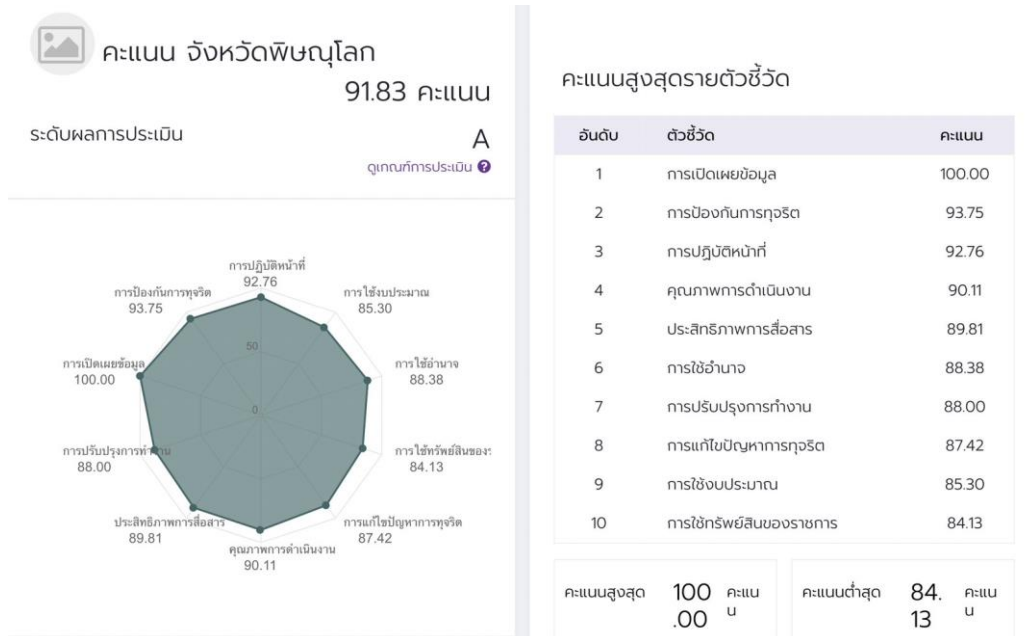 คะแนน จังหวัดพิษณุโลก
91.83 คะแนน
ระดับผลการประเมิน
A
ดูเกณฑ์การประเมิน ?
การปฏิบัติหน้าที่
92.76
การใช้งบประมาณ
85.30
การใช้อำนาจ
88.38
การใช้ทรัพย์สินของร
84.13
การแก้ไขปัญหาการทุจริต
87.42
คุณภาพการดำเนินงาน
90.11
ประสิทธิภาพการสื่อสาร
89.81
การปรับปรุงการทำงาน
88.00
การเปิดเผยข้อมูล
100.00
การป้องกันการทุจริต
93.75
50
0
คะแนนสูงสุดรายตัวชี้วัด
อันดับ ตัวชี้วัด คะแนน
1 การเปิดเผยข้อมูล 100.00
2 การป้องกันการทุจริต 93.75
3 การปฏิบัติหน้าที่ 92.76
4 คุณภาพการดำเนินงาน 90.11
5 ประสิทธิภาพการสื่อสาร 89.81
6 การใช้อำนาจ 88.38
7 การปรับปรุงการทำงาน 88.00
8 การแก้ไขปัญหาการทุจริต 87.42
9 การใช้งบประมาณ 85.30
10 การใช้ทรัพย์สินของราชการ 84.13
คะแนนสูงสุด 100 คะแน
.00 น
คะแนนต่ำสุด 84. คะแน
13 น